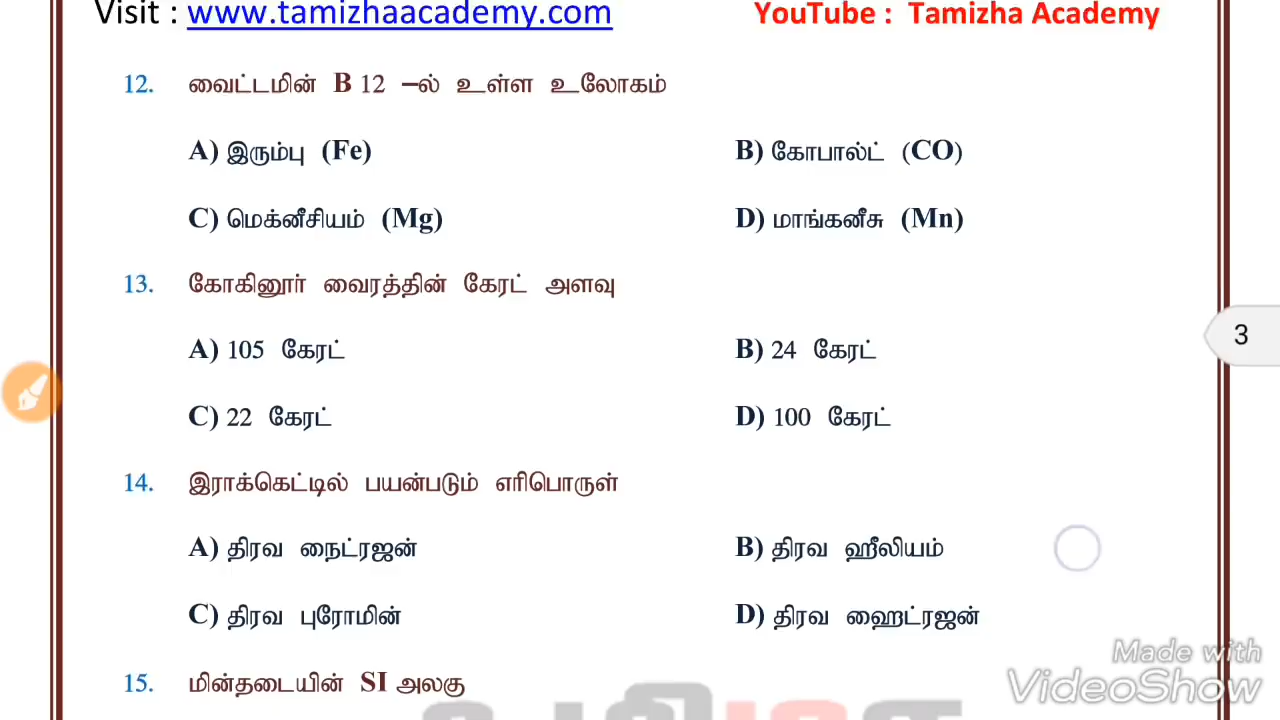 Visit : www.tamizhaacademy.com YouTube : Tamizha Academy
12. வைட்டமின் B 12 –ல் உள்ள உலோகம்
A) இரும்பு (Fe) B) கோபால்ட் (CO)
C) மெக்னீசியம் (Mg) D) மாங்கனீசு (Mn)
13. கோகினூர் வைரத்தின் கேரட் அளவு
A) 105 கேரட் B) 24 கேரட்
3
C) 22 கேரட் D) 100 கேரட்
14. இராக்கெட்டில் பயன்படும் எரிபொருள்
A) திரவ நைட்ரஜன் B) திரவ ஹீலியம்
C) திரவ புரோமின் D) திரவ ஹைட்ரஜன்
Made with
VideoShow
15. மின்தடையின் SI அலகு